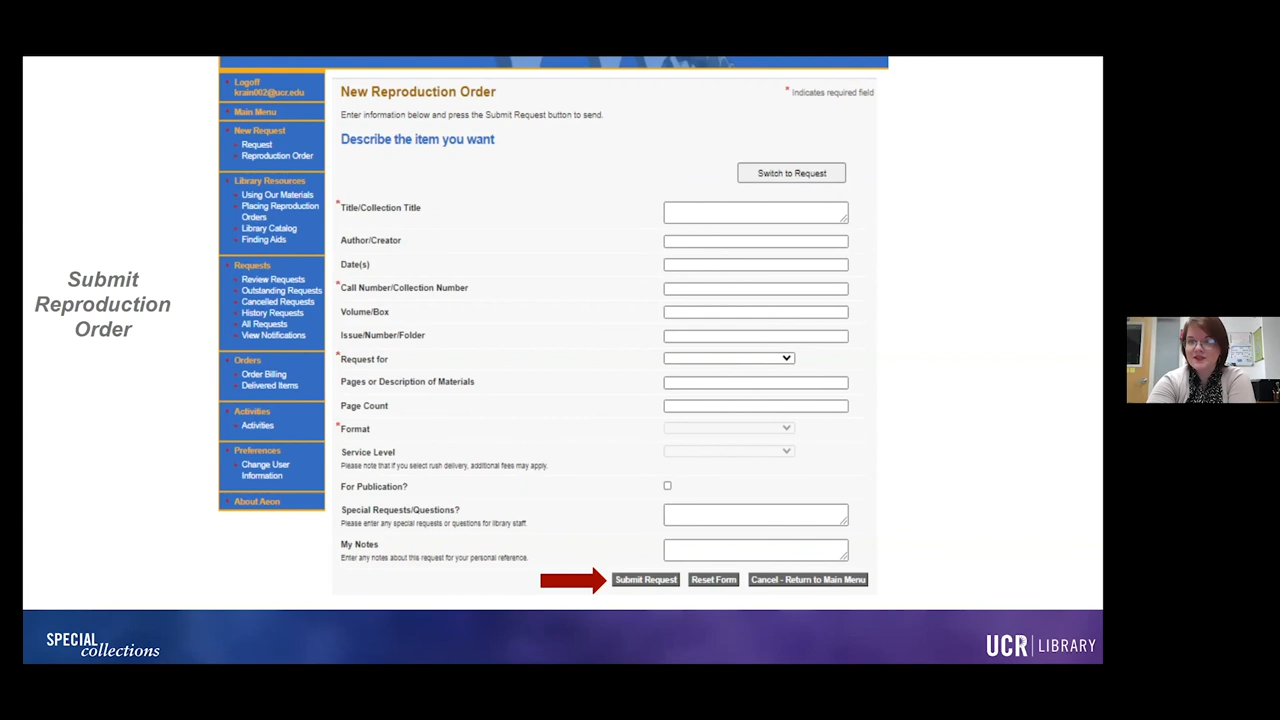 Submit
Reproduction
Order
Logoff
krain002@ucr.edu
Main Menu
New Request
Request
Reproduction Order
Library Resources
Using Our Materials
Placing Reproduction
Orders
Library Catalog
Finding Aids
Requests
Review Requests
Outstanding Requests
Cancelled Requests
History Requests
All Requests
View Notifications
Orders
Order Billing
Delivered Items
Activities
Activities
Preferences
Change User
Information
About Aeon
New Reproduction Order
* Indicates required field
Enter information below and press the Submit Request button to send.
Describe the item you want
Switch to Request
*Title/Collection Title
Author/Creator
Date(s)
*Call Number/Collection Number
Volume/Box
Issue/Number/Folder
*Request for
Pages or Description of Materials
Page Count
*Format
Service Level
Please note that if you select rush delivery, additional fees may apply.
For Publication?
Special Requests/Questions?
Please enter any special requests or questions for library staff.
My Notes
Enter any notes about this request for your personal reference.
Submit Request
Reset Form
Cancel - Return to Main Menu
SPECIAL
collections
UCR LIBRARY